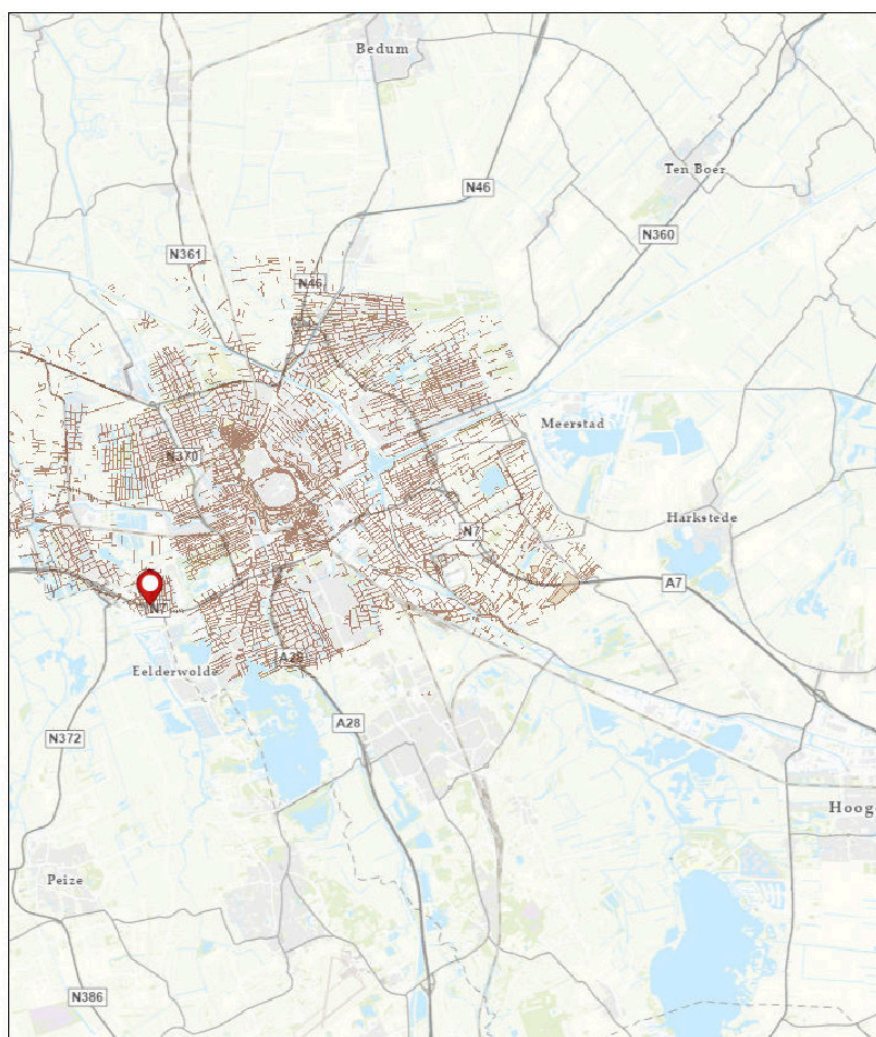 Bedum
Ten Boer
N46
N360
N361
N46
Meerstad
N370
Harkstede
N7
A7
N7
A28
Eelderwolde
A28
N372
Hooge
Peize
N386